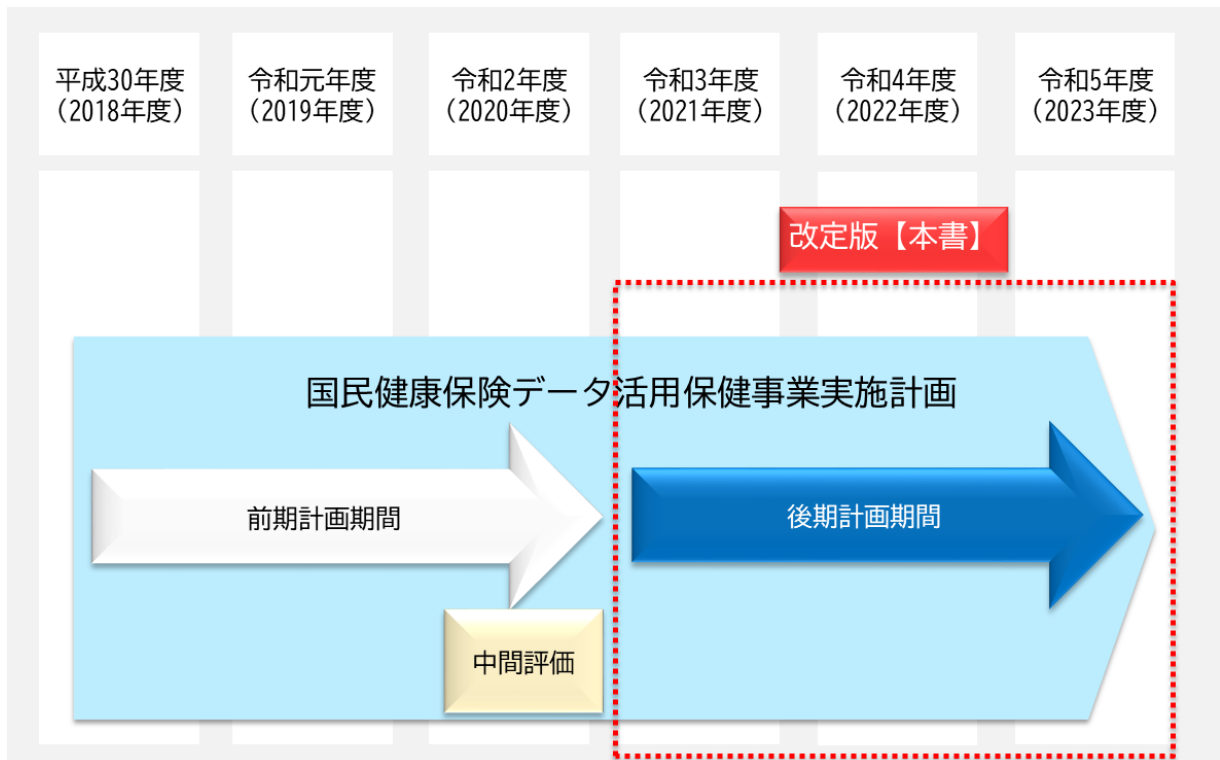 平成30年度
（2018年度）
令和元年度
（2019年度）
令和2年度
（2020年度）
令和3年度
（2021年度）
令和4年度
（2022年度）
令和5年度
（2023年度）
改定版【本書】
国民健康保険データ活用保健事業実施計画
前期計画期間
後期計画期間
中間評価